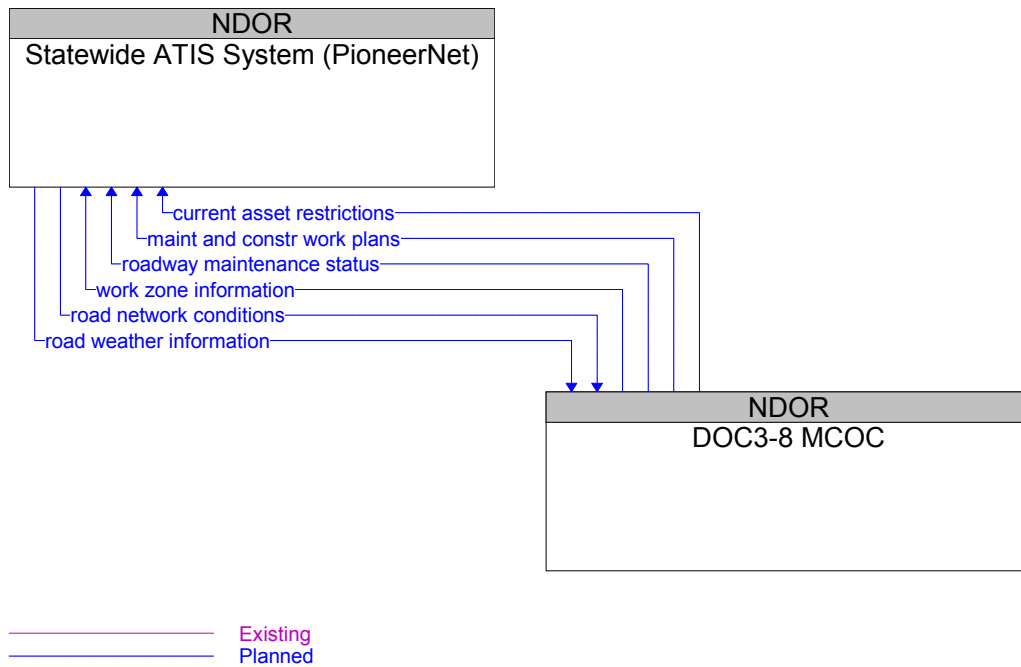 NDOR
Statewide ATIS System (PioneerNet)
current asset restrictions
maint and constr work plans
roadway maintenance status
work zone information
road network conditions
road weather information
NDOR
DOC3-8 MCOC
Existing
Planned